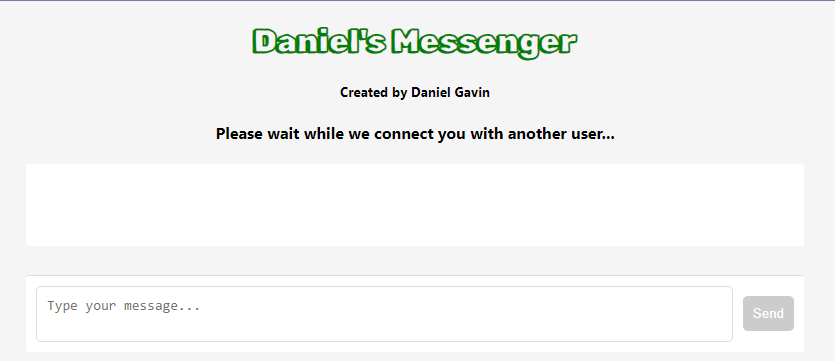 Daniel's Messenger
Created by Daniel Gavin
Please wait while we connect you with another user...
Type your message...
Send